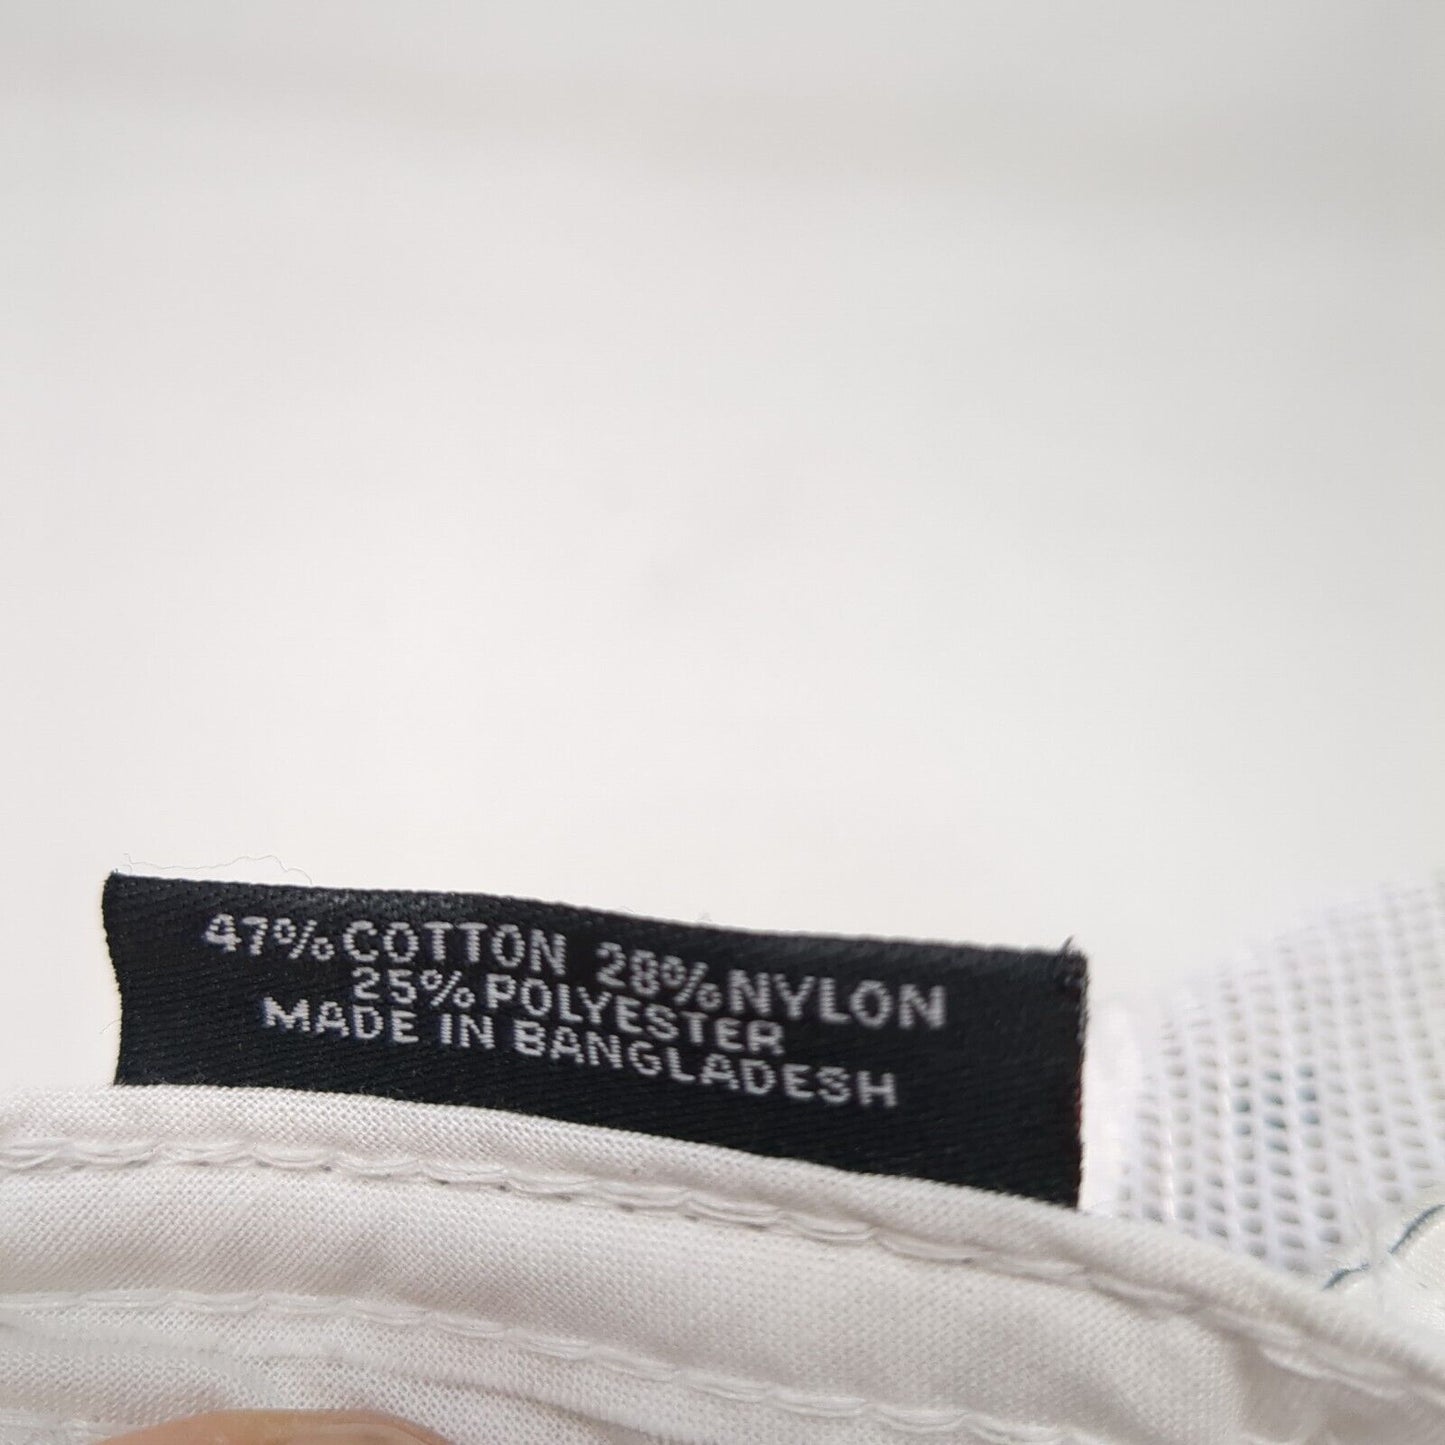 47% COTTON 28% NYLON
25% POLYESTER
MADE IN BANGLADESH